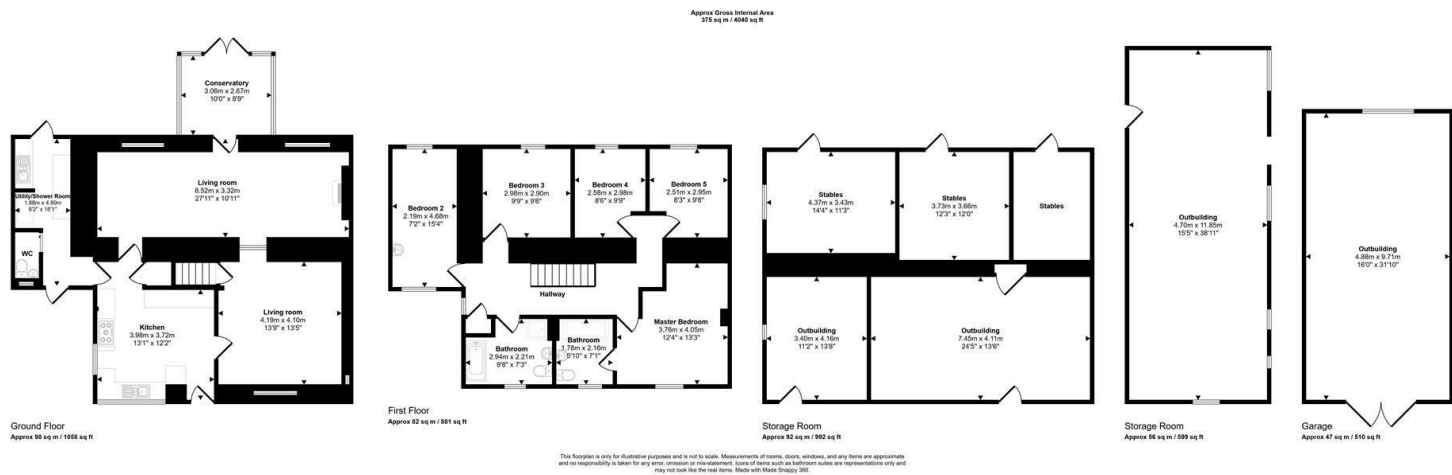 Approx Gross Internal Area
375 sq m / 4040 sq ft
Conservatory
3.06m x 2.67m
10'0" x 8'9"
Living room
8.52m x 3.32m
27'11" x 10'11"
Utility/Shower Room
1.88m x 4.89m
6'2" x 16'1"
WC
Kitchen
3.98m x 3.72m
13'1" x 12'2"
Living room
4.19m x 4.10m
13'9" x 13'5"
Ground Floor
Approx 98 sq m / 1058 sq ft
Bedroom 2
2.19m x 4.68m
7'2" x 15'4"
Bedroom 3
2.98m x 2.90m
9'9" x 9'6"
Bedroom 4
2.58m x 2.98m
8'6" x 9'9"
Bedroom 5
2.51m x 2.95m
8'3" x 9'8"
Hallway
Master Bedroom
3.76m x 4.05m
12'4" x 13'3"
Bathroom
2.94m x 2.21m
9'8" x 7'3"
Bathroom
1.78m x 2.16m
5'10" x 7'1"
First Floor
Approx 82 sq m / 881 sq ft
Stables
4.37m x 3.43m
14'4" x 11'3"
Stables
3.73m x 3.66m
12'3" x 12'0"
Stables
Outbuilding
3.40m x 4.16m
11'2" x 13'8"
Outbuilding
7.45m x 4.11m
24'5" x 13'6"
Storage Room
Approx 92 sq m / 992 sq ft
Outbuilding
4.70m x 11.85m
15'5" x 38'11"
Storage Room
Approx 56 sq m / 599 sq ft
Outbuilding
4.88m x 9.71m
16'0" x 31'10"
Garage
Approx 47 sq m / 510 sq ft
This floorplan is only for illustrative purposes and is not to scale. Measurements of rooms, doors, windows, and any items are approximate
and no responsibility is taken for any error, omission or mis-statement. Icons of items such as bathroom suites are representations only and
may not look like the real items. Made with Made Snappy 360.